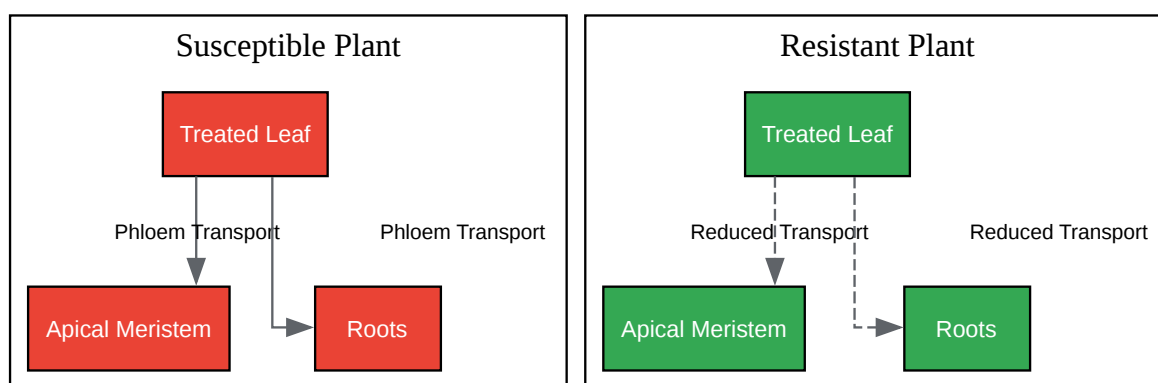 Susceptible Plant
Treated Leaf
Phloem Transport
Phloem Transport
Apical Meristem
Roots
Resistant Plant
Treated Leaf
Reduced Transport
Reduced Transport
Apical Meristem
Roots